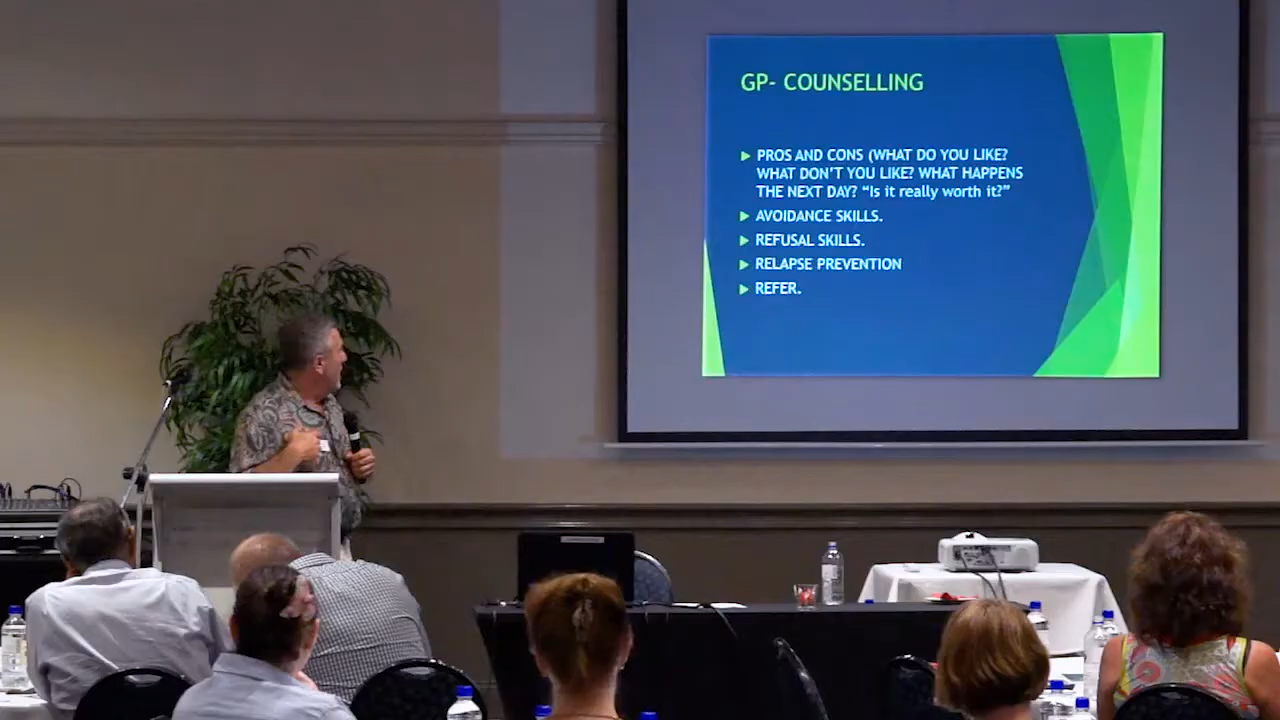 GP- COUNSELLING
PROS AND CONS (WHAT DO YOU LIKE?
WHAT DON'T YOU LIKE? WHAT HAPPENS
THE NEXT DAY? “Is it really worth it?”
AVOIDANCE SKILLS.
REFUSAL SKILLS.
RELAPSE PREVENTION
REFER.